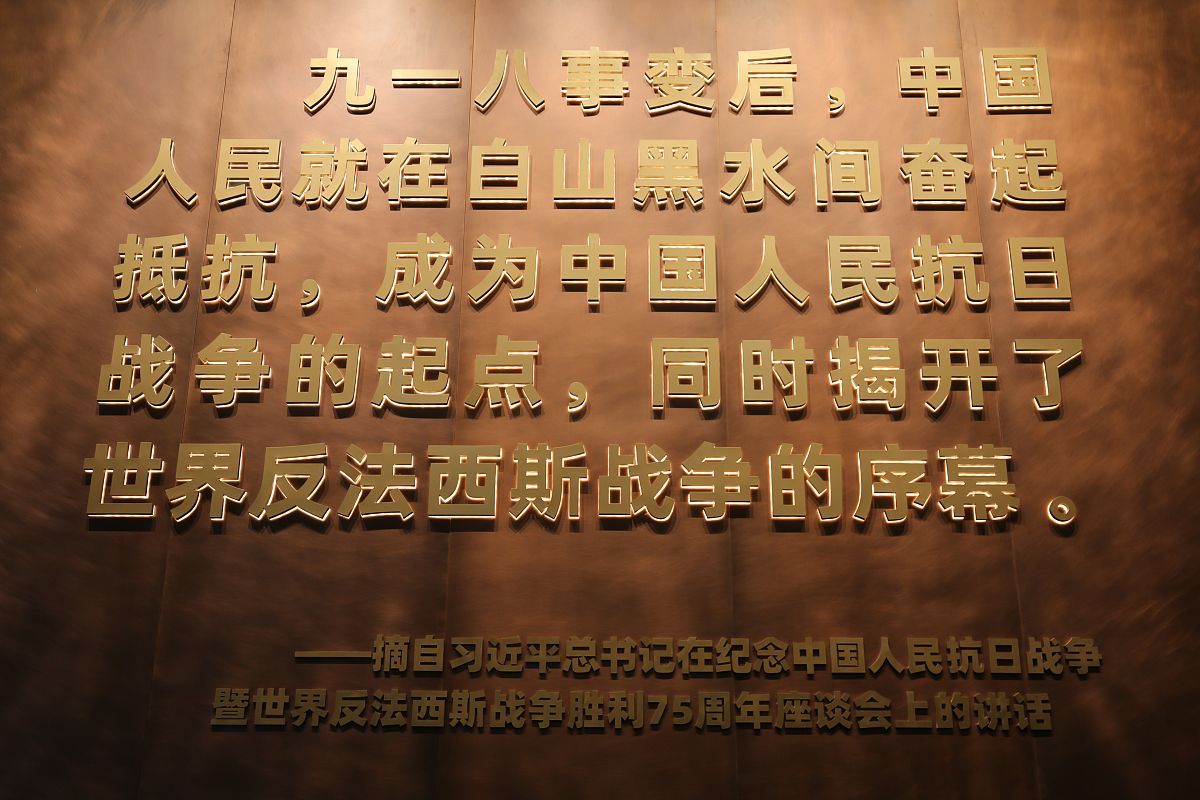 九一八事变后，中国
人民就在白山黑水间奋起
抵抗，成为中国人民抗日
战争的起点，同时揭开了
世界反法西斯战争的序幕。
——摘自习近平总书记在纪念中国人民抗日战争
暨世界反法西斯战争胜利75周年座谈会上的讲话